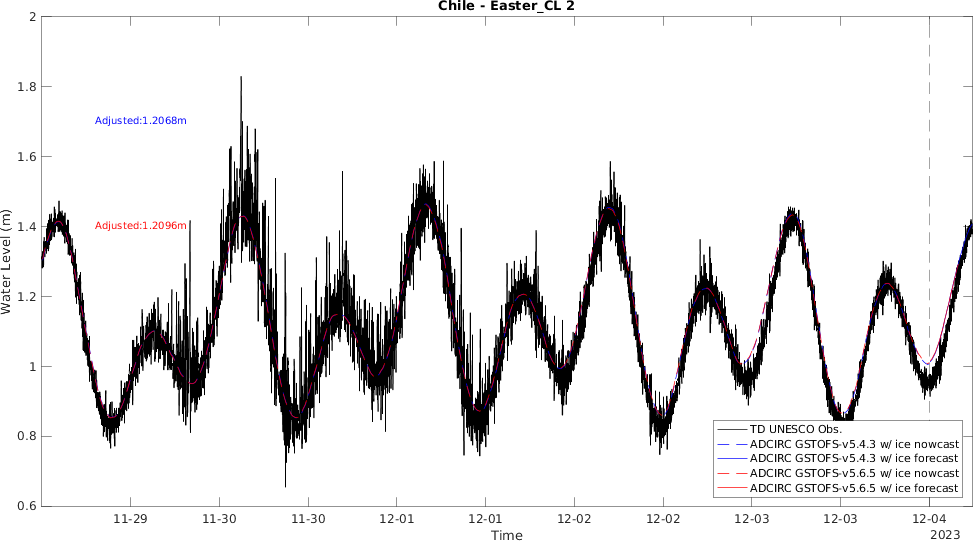 Chile - Easter_CL 2
2
1.8
1.6
1.4
1.2
1
0.8
0.6
Water Level (m)
Adjusted:1.2068m
Adjusted:1.2096m
TD UNESCO Obs.
ADCIRC GSTOFS-v5.4.3 w/ ice nowcast
ADCIRC GSTOFS-v5.4.3 w/ ice forecast
ADCIRC GSTOFS-v5.6.5 w/ ice nowcast
ADCIRC GSTOFS-v5.6.5 w/ ice forecast
11-29 11-30 11-30 12-01 12-01 12-02 12-02 12-03 12-03 12-04
2023
Time